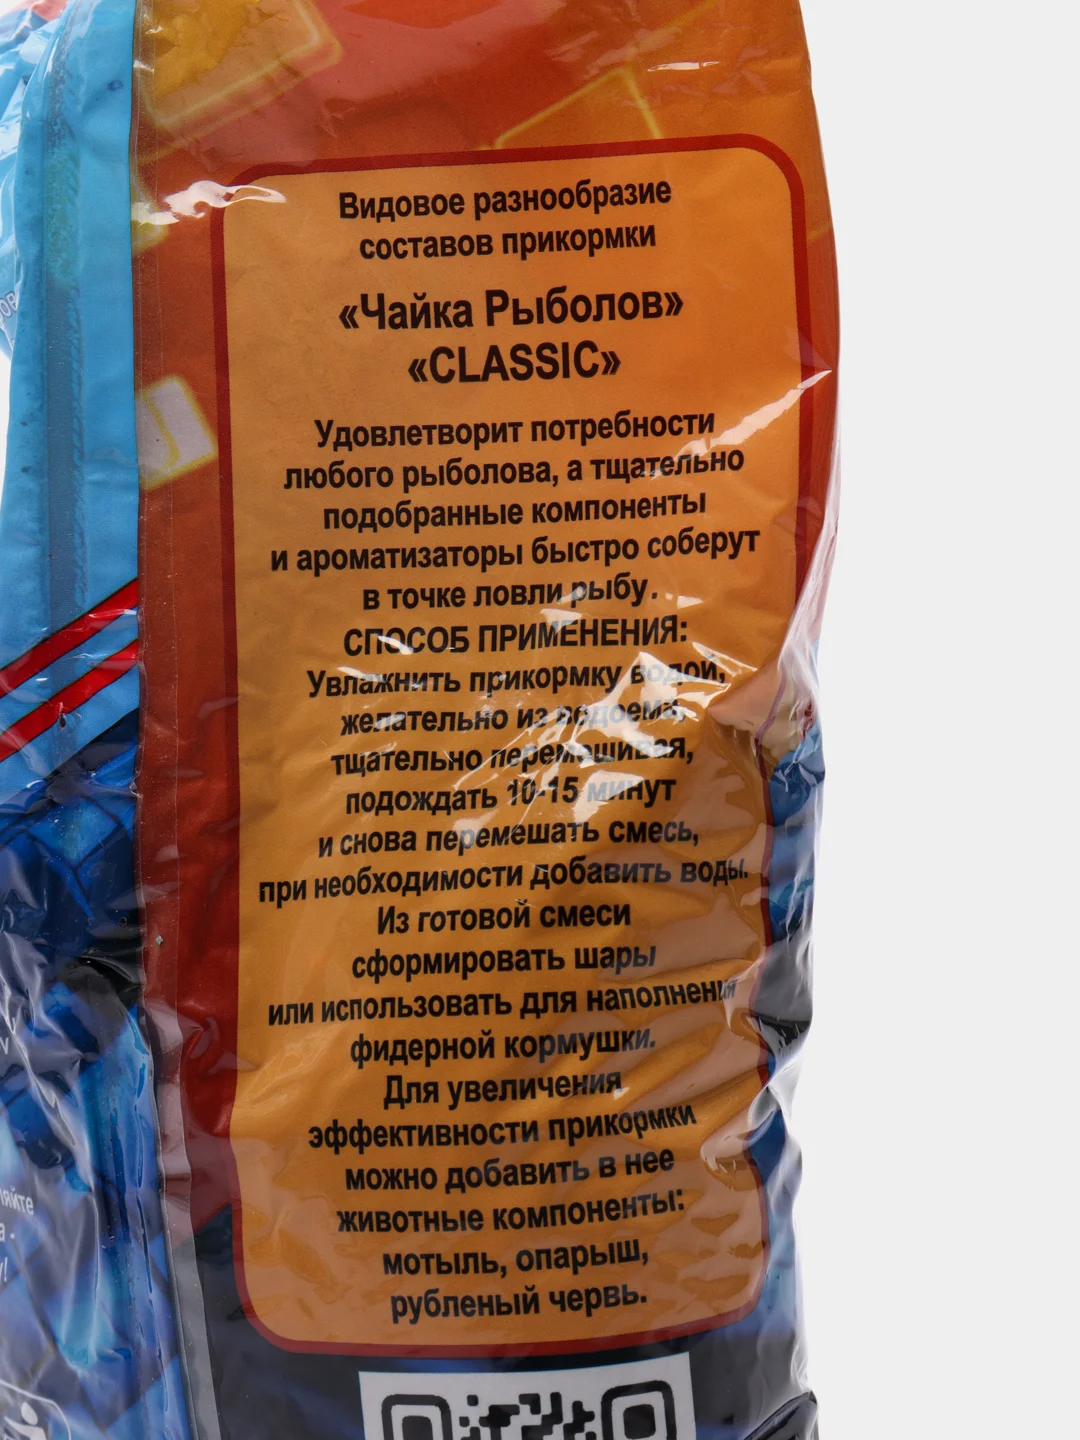 Видовое разнообразие
составов прикормки
«Чайка Рыболов»
«CLASSIC»
Удовлетворит потребности
любого рыболова, а тщательно
подобранные компоненты
и ароматизаторы быстро соберут
в точке ловли рыбу.
СПОСОБ ПРИМЕНЕНИЯ:
Увлажнить прикормку водой,
желательно из водоема,
тщательно перемешивая,
подождать 10-15 минут
и снова перемешать смесь,
при необходимости добавить воды.
Из готовой смеси
сформировать шары
или использовать для наполнения
фидерной кормушки.
Для увеличения
эффективности прикормки
можно добавить в нее
животные компоненты:
мотыль, опарыш,
рубленый червь.